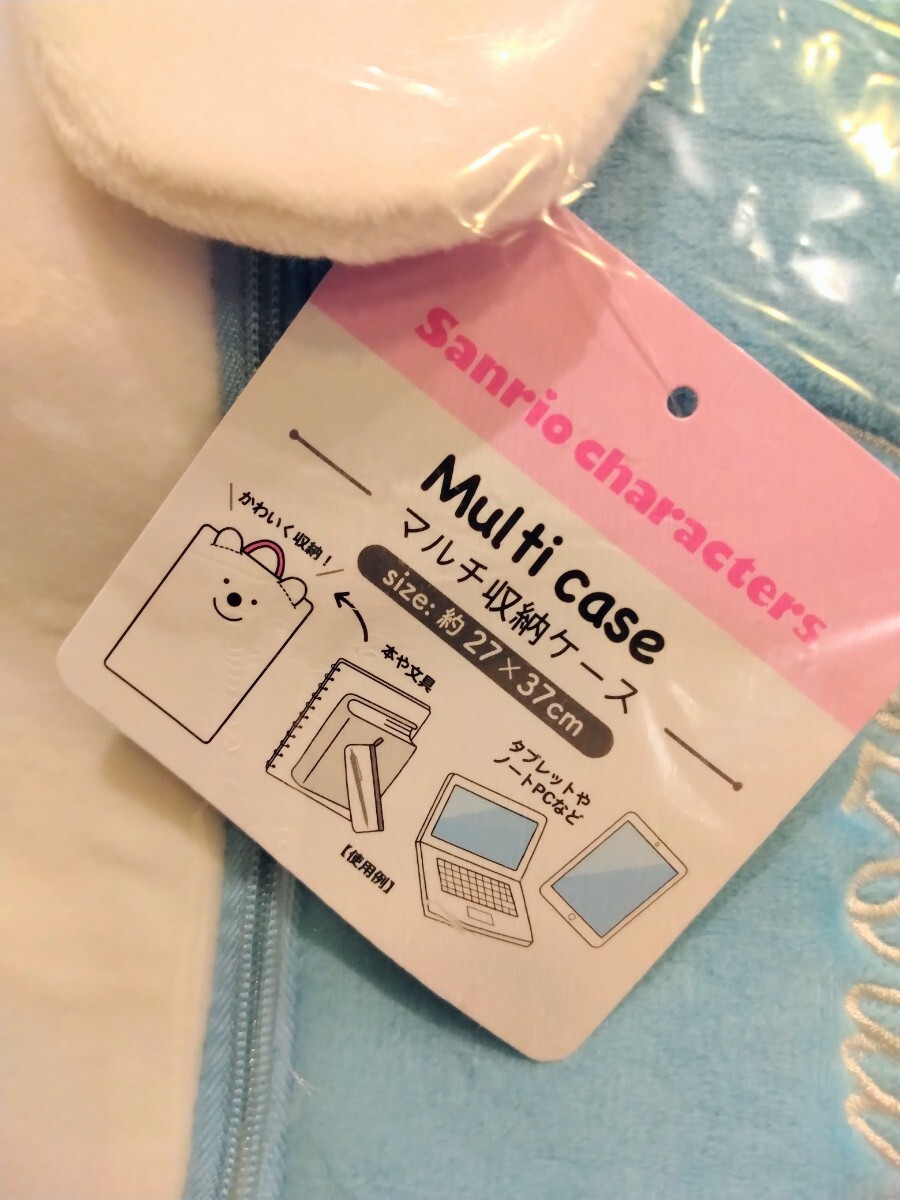 Sanrio characters
Multi case
マルチ収納ケース
size: 約 27×37cm
かわいく収納!
本や文具
タブレットや
ノートPCなど
【使用例】